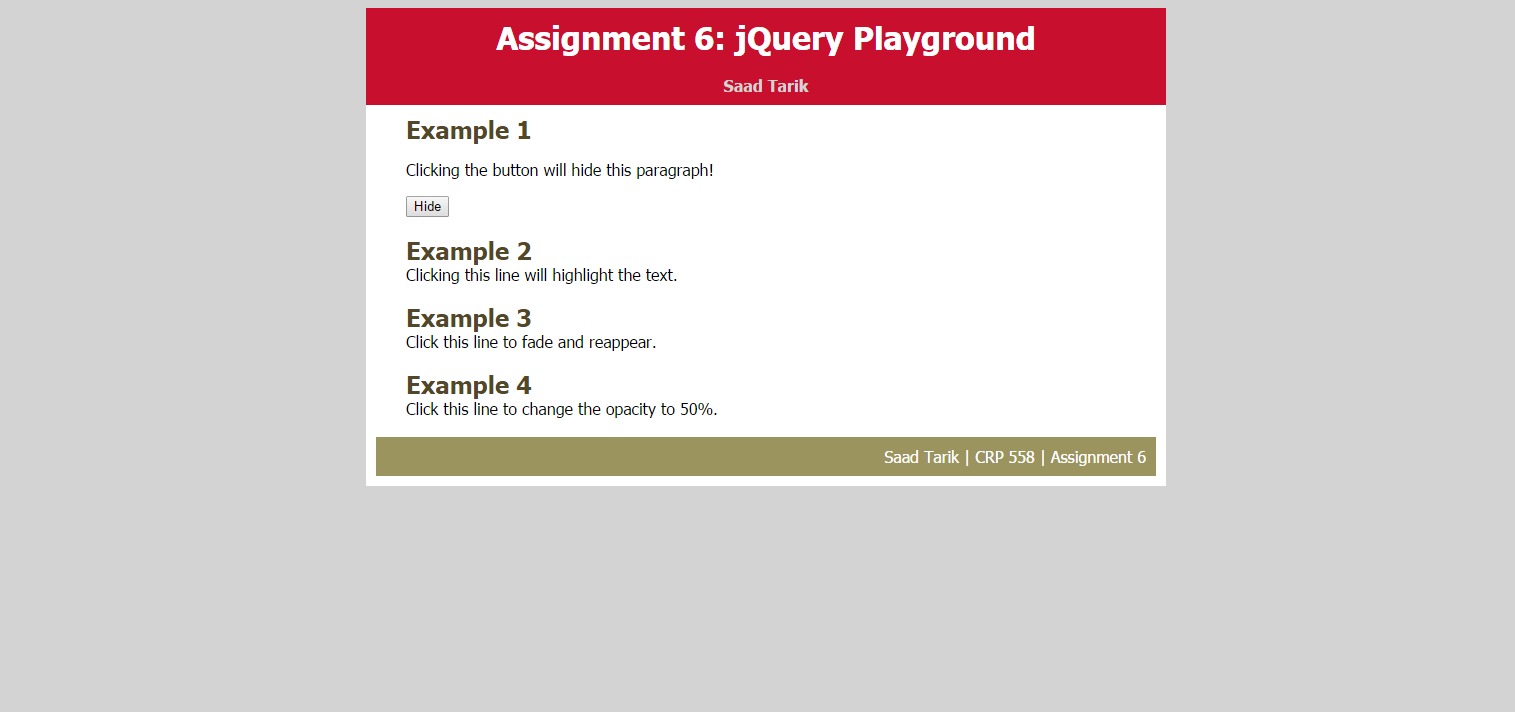 Assignment 6: jQuery Playground
Saad Tarik
Example 1
Clicking the button will hide this paragraph!
Hide
Example 2
Clicking this line will highlight the text.
Example 3
Click this line to fade and reappear.
Example 4
Click this line to change the opacity to 50%.
Saad Tarik | CRP 558 | Assignment 6